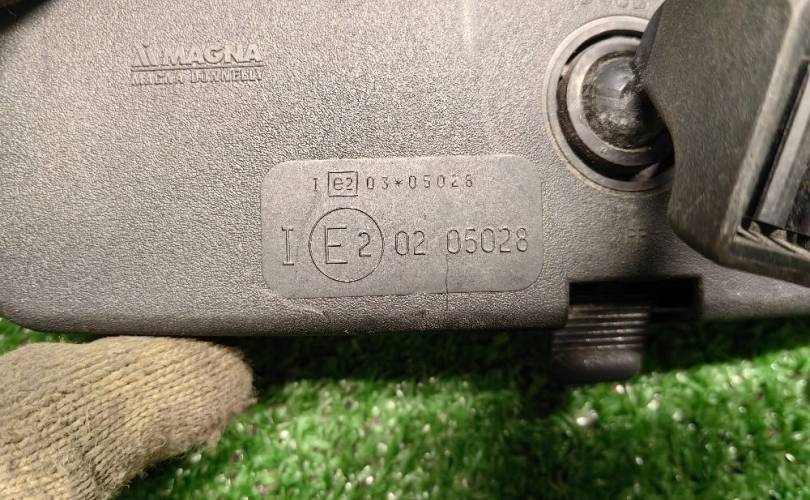 MAGNA
MAGNA DONNELLY
I e2 03*05028
I E2 02 05028